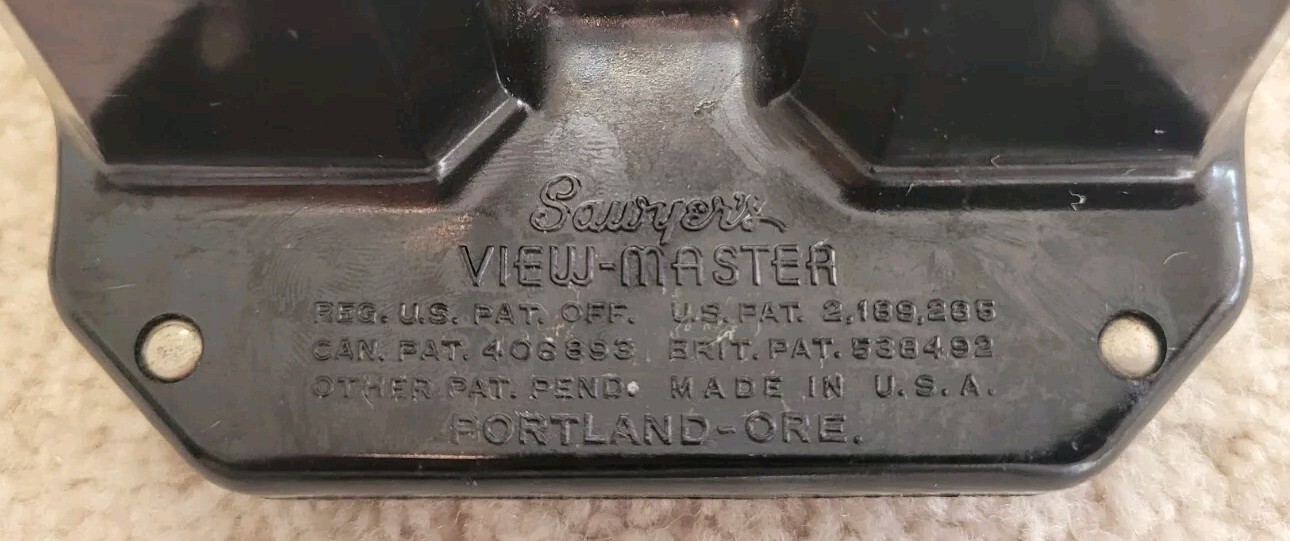 Sawyer's
VIEW-MASTER
REG. U.S. PAT. OFF. U.S. PAT. 2,189,285
CAN. PAT. 406893 BRIT. PAT. 538492
OTHER PAT. PEND. MADE IN U.S.A.
PORTLAND-ORE.